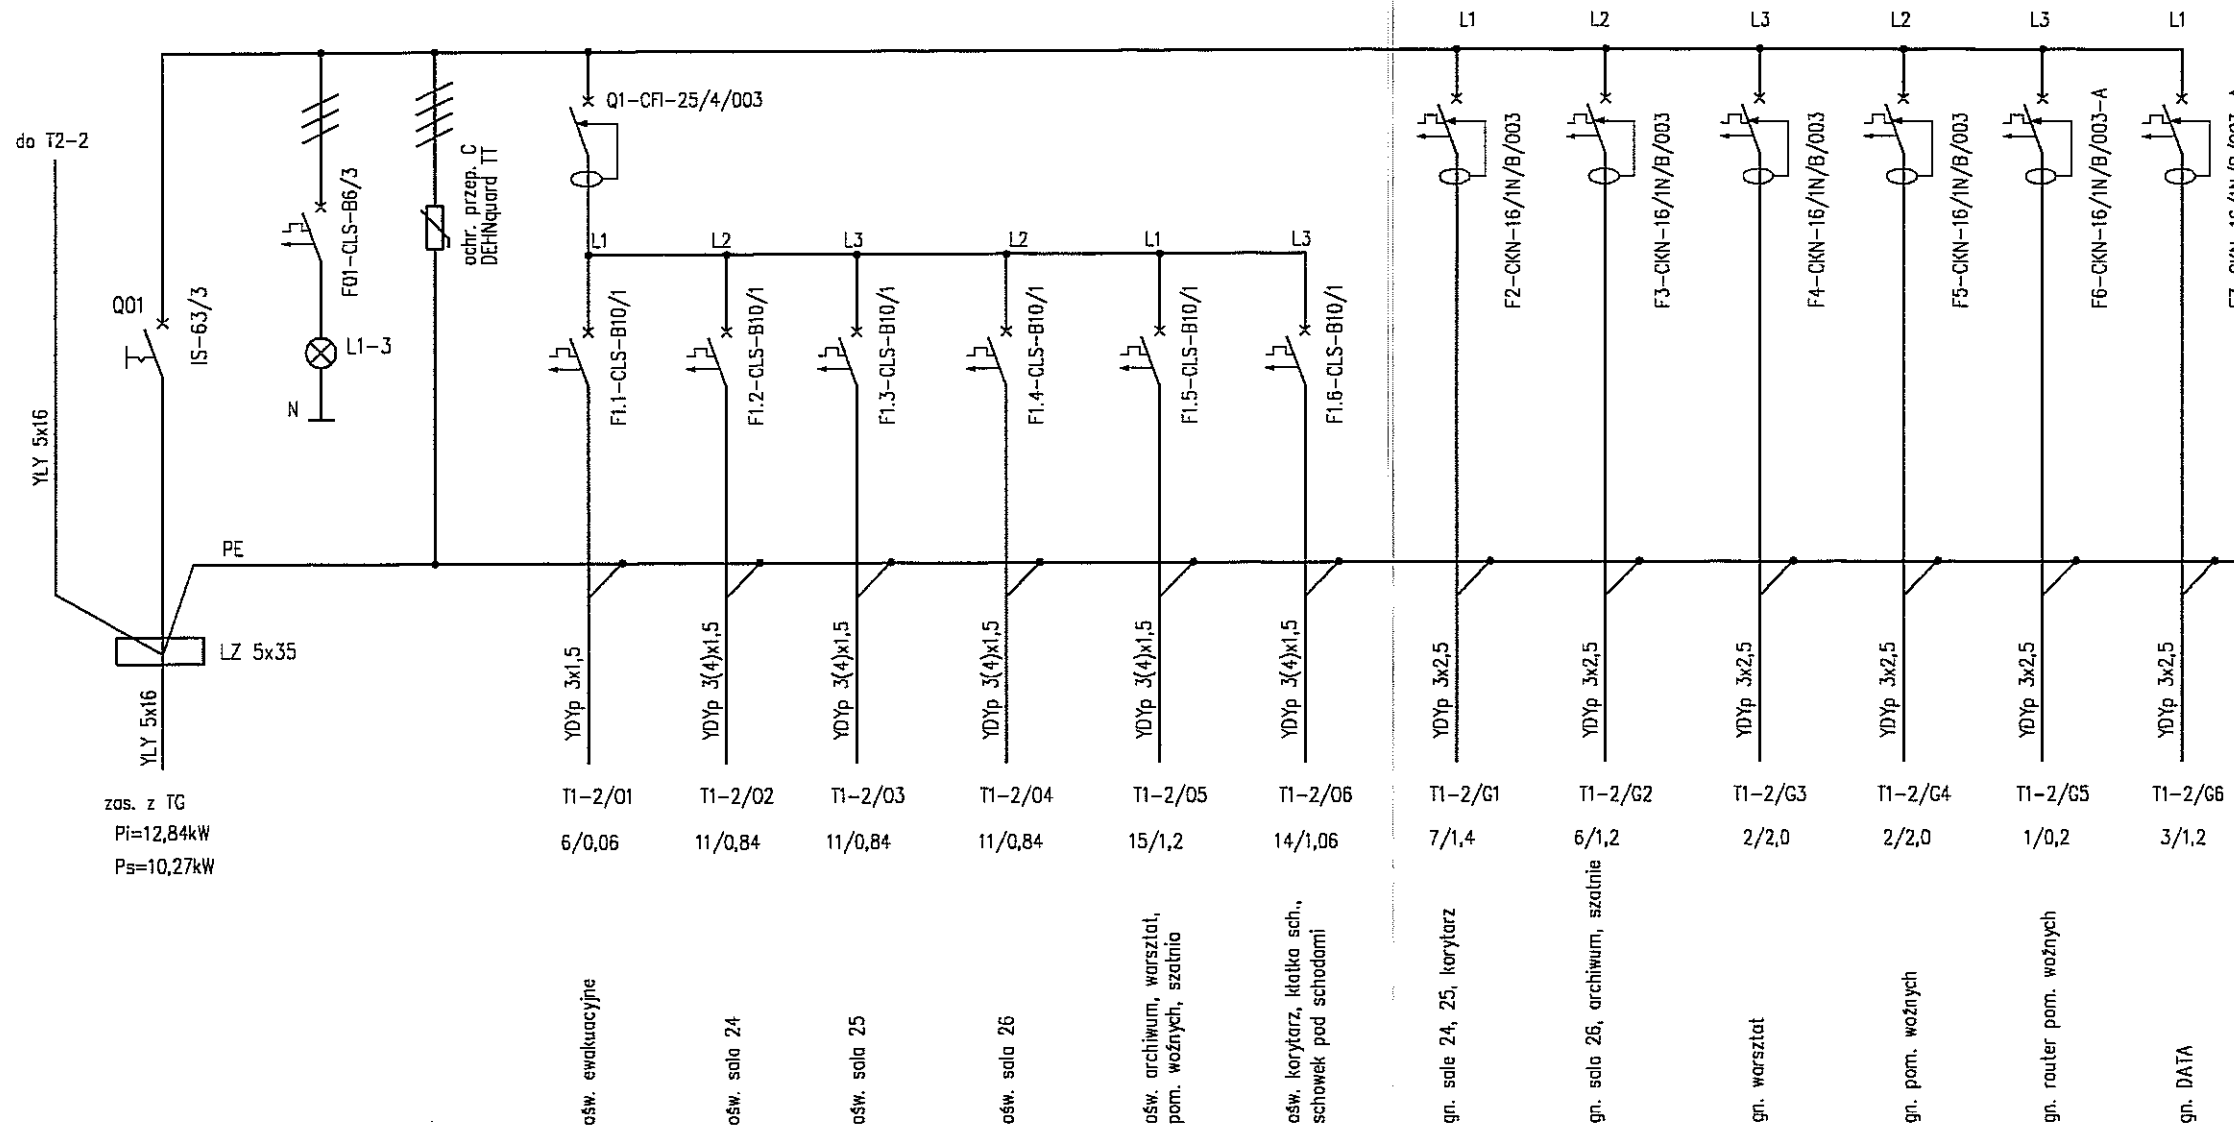 L1
L2
L3
L2
L3
L1
do T2-2
YLY 5x16
Q01
IS-63/3
F01-CLS-B6/3
L1-3
N
ochr. przep. C
DEHNquard TT
Q1-CFI-25/4/003
L1
L2
L3
L2
L1
L3
F1.1-CLS-B10/1
F1.2-CLS-B10/1
F1.3-CLS-B10/1
F1.4-CLS-B10/1
F1.5-CLS-B10/1
F1.6-CLS-B10/1
F2-CKN-16/1N/B/003
F3-CKN-16/1N/B/003
F4-CKN-16/1N/B/003
F5-CKN-16/1N/B/003
F6-CKN-16/1N/B/003-A
PE
LZ 5x35
YLY 5x16
YDYp 3x1,5
YDYp 3(4)x1,5
YDYp 3(4)x1,5
YDYp 3(4)x1,5
YDYp 3(4)x1,5
YDYp 3(4)x1,5
YDYp 3x2,5
YDYp 3x2,5
YDYp 3x2,5
YDYp 3x2,5
YDYp 3x2,5
YDYp 3x2,5
zas. z TG
Pi=12,84kW
Ps=10,27kW
T1-2/O1
T1-2/O2
T1-2/O3
T1-2/O4
T1-2/O5
T1-2/O6
T1-2/G1
T1-2/G2
T1-2/G3
T1-2/G4
T1-2/G5
T1-2/G6
6/0,06
11/0,84
11/0,84
11/0,84
15/1,2
14/1,06
7/1,4
6/1,2
2/2,0
2/2,0
1/0,2
3/1,2
ośw. ewakuacyjne
ośw. sala 24
ośw. sala 25
ośw. sala 26
ośw. archiwum, warsztat,
pom. woźnych, szatnia
ośw. korytarz, klatka sch.,
schowek pod schodami
gn. sale 24, 25, korytarz
gn. sala 26, archiwum, szatnie
gn. warsztat
gn. pom. woźnych
gn. router pom. woźnych
gn. DATA